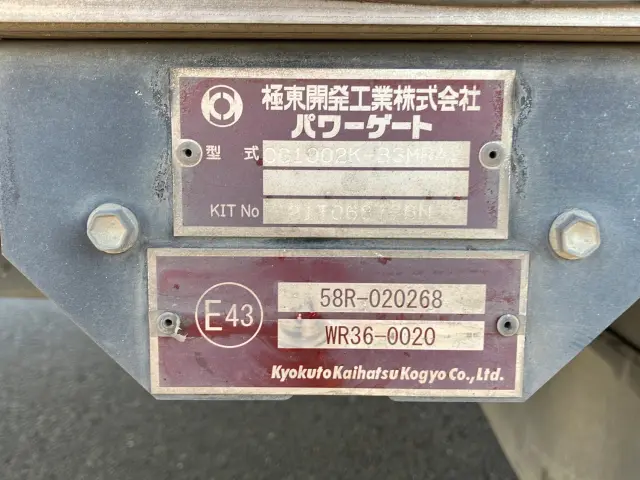 極東開発工業株式会社
パワーゲート
型式 CG1002K
KIT No
E43
58R-020268
WR36-0020
Kyokuto Kaihatsu Kogyo Co., Ltd.